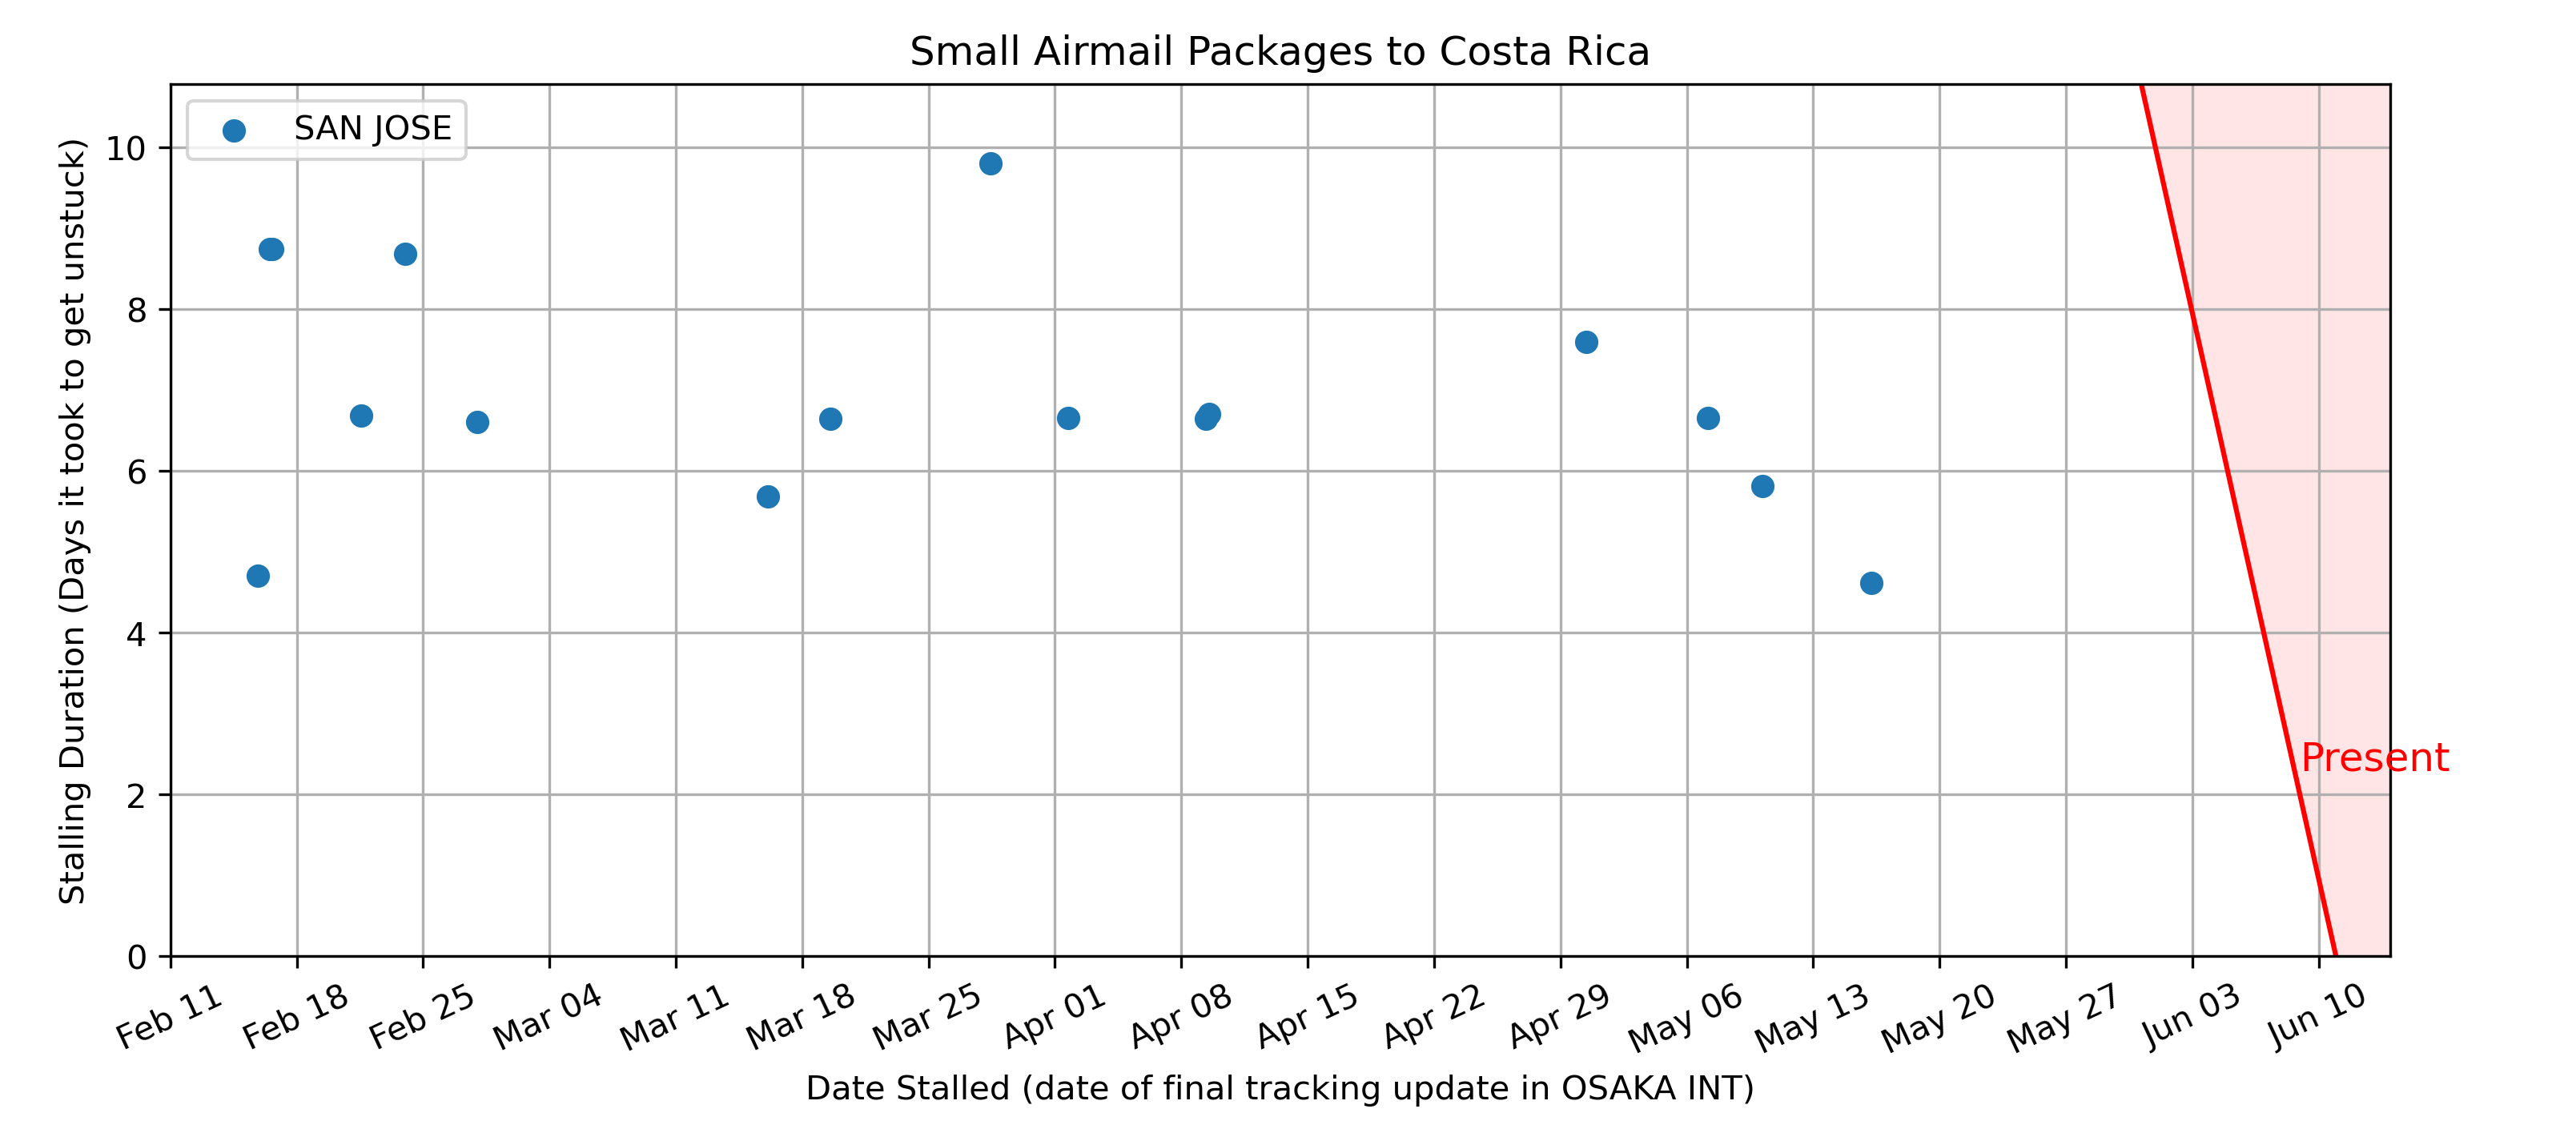 Small Airmail Packages to Costa Rica
SAN JOSE
Stalling Duration (Days it took to get unstuck)
10
8
6
4
2
0
Present
Feb 11
Feb 18
Feb 25
Mar 04
Mar 11
Mar 18
Mar 25
Apr 01
Apr 08
Apr 15
Apr 22
Apr 29
May 06
May 13
May 20
May 27
Jun 03
Jun 10
Date Stalled (date of final tracking update in OSAKA INT)